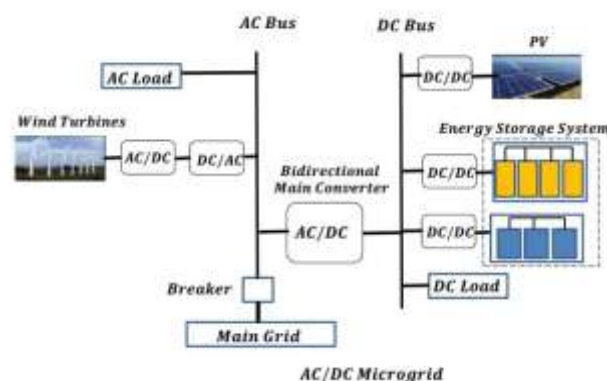 AC Bus
DC Bus
PV
AC Load
DC/DC
Wind Turbines
Energy Storage System
AC/DC
DC/AC
Bidirectional
Main Converter
DC/DC
AC/DC
DC/DC
Breaker
DC Load
Main Grid
AC/DC Microgrid